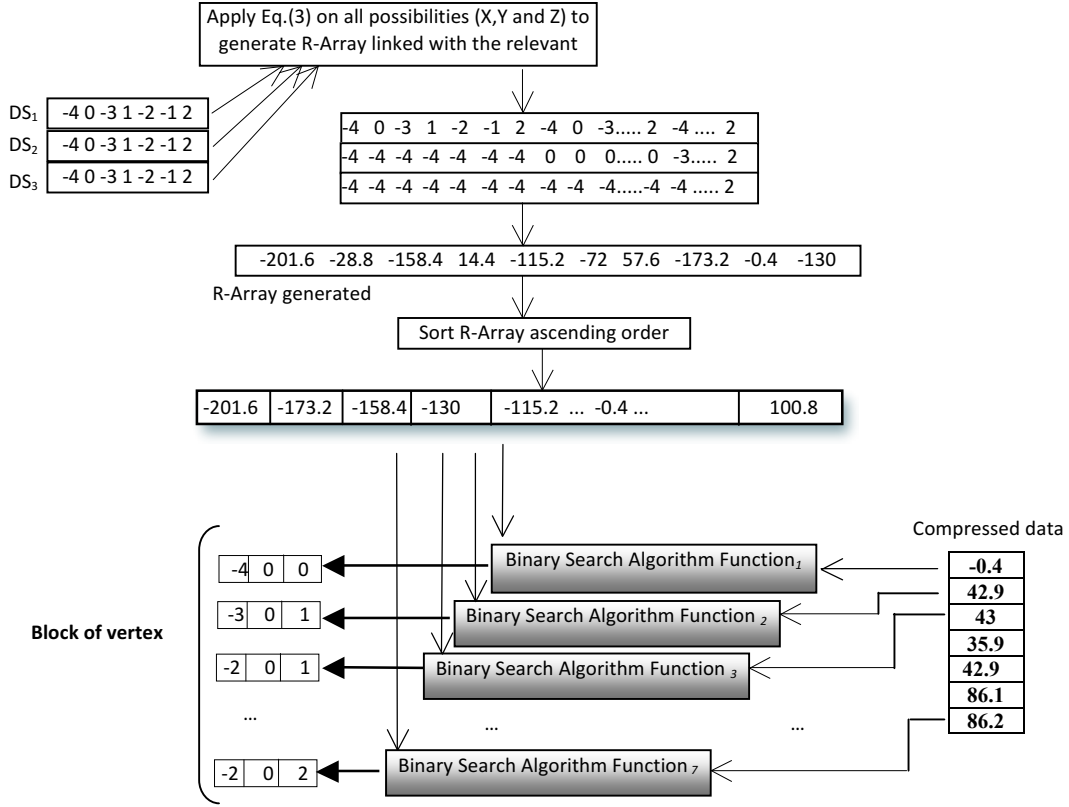 Apply Eq.(3) on all possibilities (X,Y and Z) to
generate R-Array linked with the relevant
DS1 -4 0 -3 1 -2 -1 2
DS2 -4 0 -3 1 -2 -1 2
DS3 -4 0 -3 1 -2 -1 2
-4 0 -3 1 -2 -1 2 -4 0 -3..... 2 -4 .... 2
-4 -4 -4 -4 -4 -4 -4 0 0 0..... 0 -3..... 2
-4 -4 -4 -4 -4 -4 -4 -4 -4 -4.....-4 -4 ..... 2
-201.6 -28.8 -158.4 14.4 -115.2 -72 57.6 -173.2 -0.4 -130
R-Array generated
Sort R-Array ascending order
-201.6 -173.2 -158.4 -130 -115.2 ... -0.4 ... 100.8
Compressed data
-4 0 0 Binary Search Algorithm Function1 -0.4
42.9
-3 0 1 Binary Search Algorithm Function 2 43
Block of vertex
35.9
-2 0 1 Binary Search Algorithm Function 3 42.9
86.1
... ... ... 86.2
-2 0 2 Binary Search Algorithm Function 7